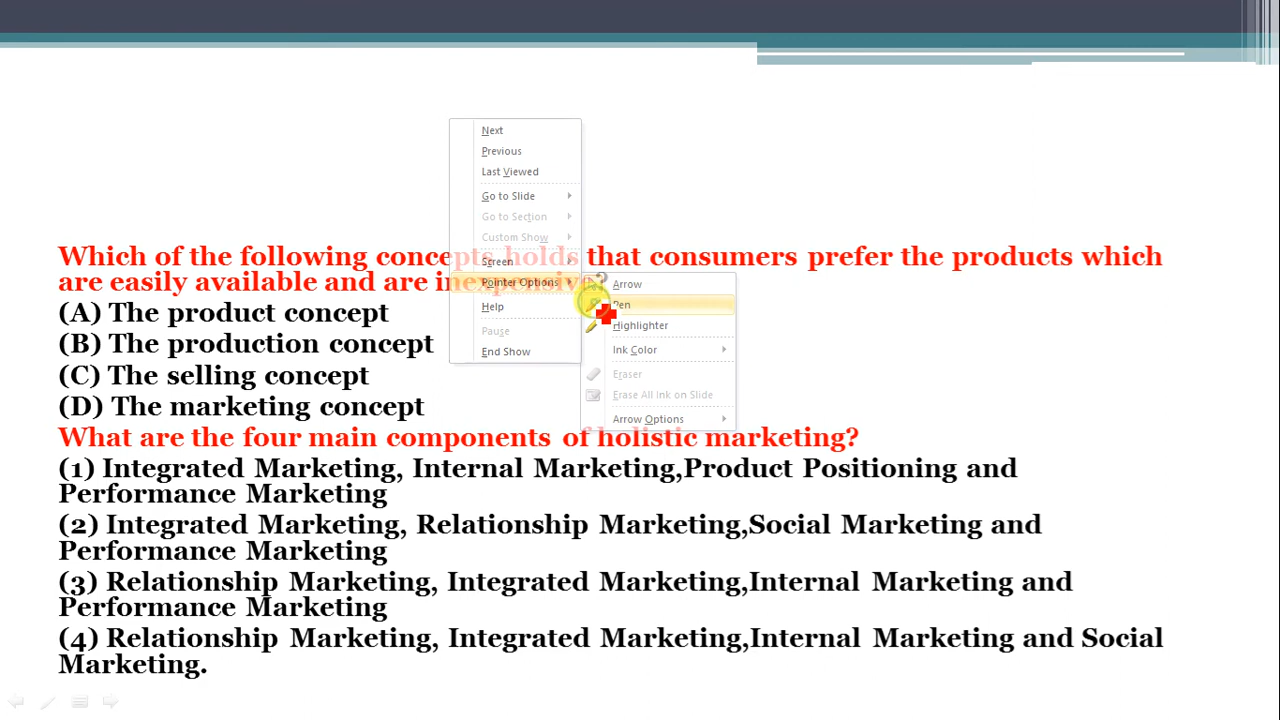 Next
Previous
Last Viewed
Go to Slide
Go to Section
Custom Show
Screen
Pointer Options
Help
Pause
End Show
Arrow
Pen
Highlighter
Ink Color
Eraser
Erase All Ink on Slide
Arrow Options
Which of the following concepts holds that consumers prefer the products which
are easily available and are inexpensive?
(A) The product concept
(B) The production concept
(C) The selling concept
(D) The marketing concept
What are the four main components of holistic marketing?
(1) Integrated Marketing, Internal Marketing,Product Positioning and
Performance Marketing
(2) Integrated Marketing, Relationship Marketing,Social Marketing and
Performance Marketing
(3) Relationship Marketing, Integrated Marketing,Internal Marketing and
Performance Marketing
(4) Relationship Marketing, Integrated Marketing,Internal Marketing and Social
Marketing.